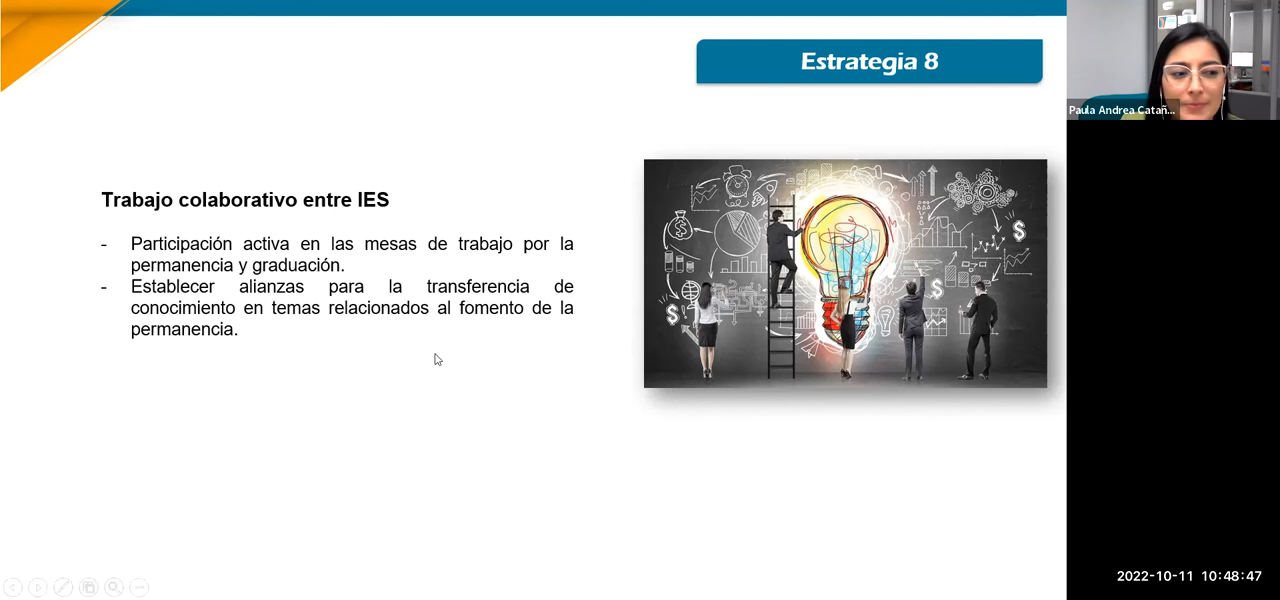 Estrategia 8
Paula Andrea Catañ...
Trabajo colaborativo entre IES
- Participación activa en las mesas de trabajo por la
permanencia y graduación.
- Establecer alianzas para la transferencia de
conocimiento en temas relacionados al fomento de la
permanencia.
$
$
$
$
2022-10-11 10:48:47